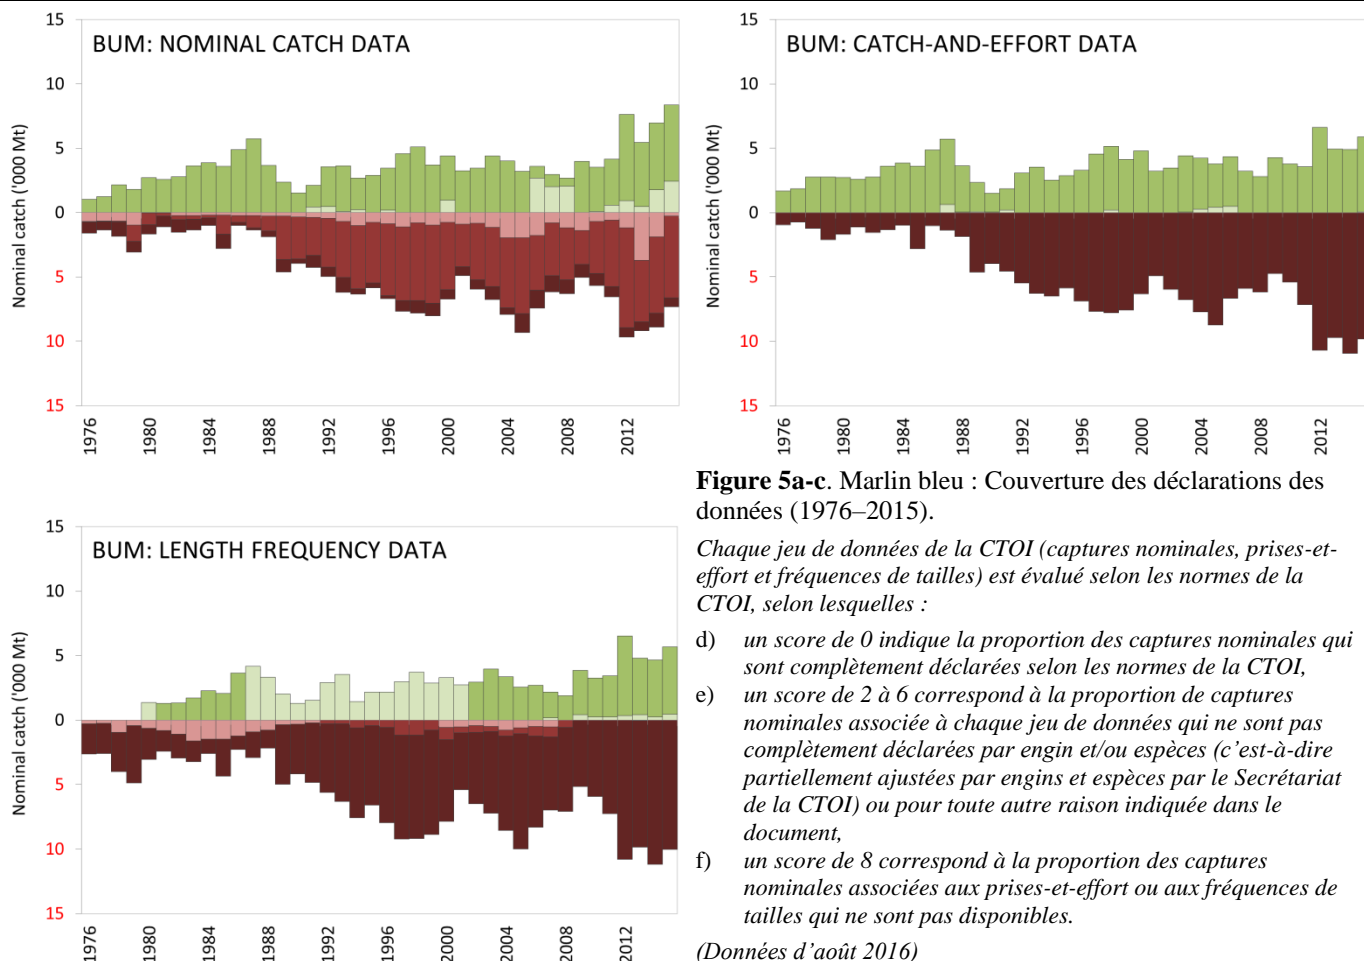 BUM: NOMINAL CATCH DATA
Nominal catch ('000 Mt)
15
10
5
0
5
10
15
1976
1980
1984
1988
1992
1996
2000
2004
2008
2012
BUM: CATCH-AND-EFFORT DATA
Nominal catch ('000 Mt)
15
10
5
0
5
10
15
1976
1980
1984
1988
1992
1996
2000
2004
2008
2012
BUM: LENGTH FREQUENCY DATA
Nominal catch ('000 Mt)
15
10
5
0
5
10
15
1976
1980
1984
1988
1992
1996
2000
2004
2008
2012
Figure 5a-c. Marlin bleu : Couverture des déclarations des
données (1976–2015).
Chaque jeu de données de la CTOI (captures nominales, prises-et-
effort et fréquences de tailles) est évalué selon les normes de la
CTOI, selon lesquelles :
d) un score de 0 indique la proportion des captures nominales qui
sont complètement déclarées selon les normes de la CTOI,
e) un score de 2 à 6 correspond à la proportion de captures
nominales associée à chaque jeu de données qui ne sont pas
complètement déclarées par engin et/ou espèces (c'est-à-dire
partiellement ajustées par engins et espèces par le Secrétariat
de la CTOI) ou pour toute autre raison indiquée dans le
document,
f) un score de 8 correspond à la proportion des captures
nominales associées aux prises-et-effort ou aux fréquences de
tailles qui ne sont pas disponibles.
(Données d'août 2016)